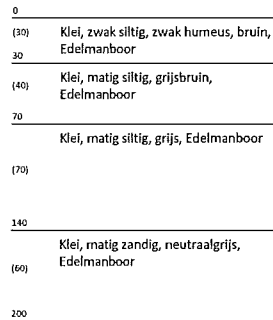 0
(30) Klei, zwak siltig, zwak humeus, bruin,
Edelmanboor
30
(40) Klei, matig siltig, grijsbruin,
Edelmanboor
70
Klei, matig siltig, grijs, Edelmanboor
(70)
140
Klei, matig zandig, neutraalgrijs,
(60) Edelmanboor
200